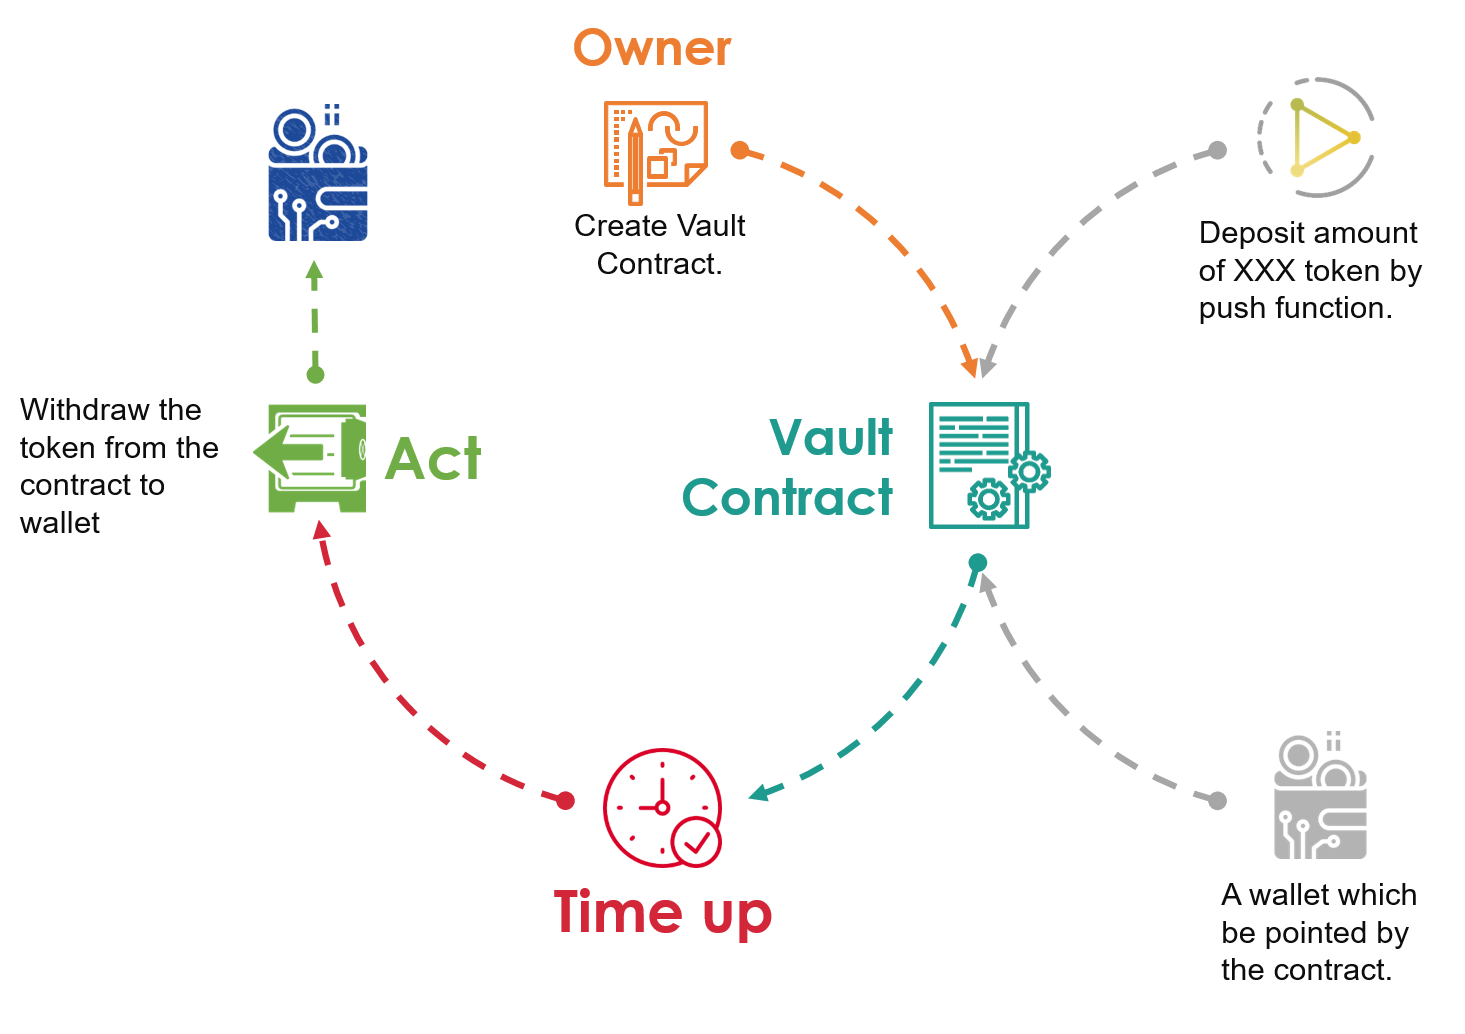 Owner
Create Vault
Contract.
Deposit amount
of XXX token by
push function.
Withdraw the
token from the
contract to
wallet
Act
Vault
Contract
Time up
A wallet which
be pointed by
the contract.